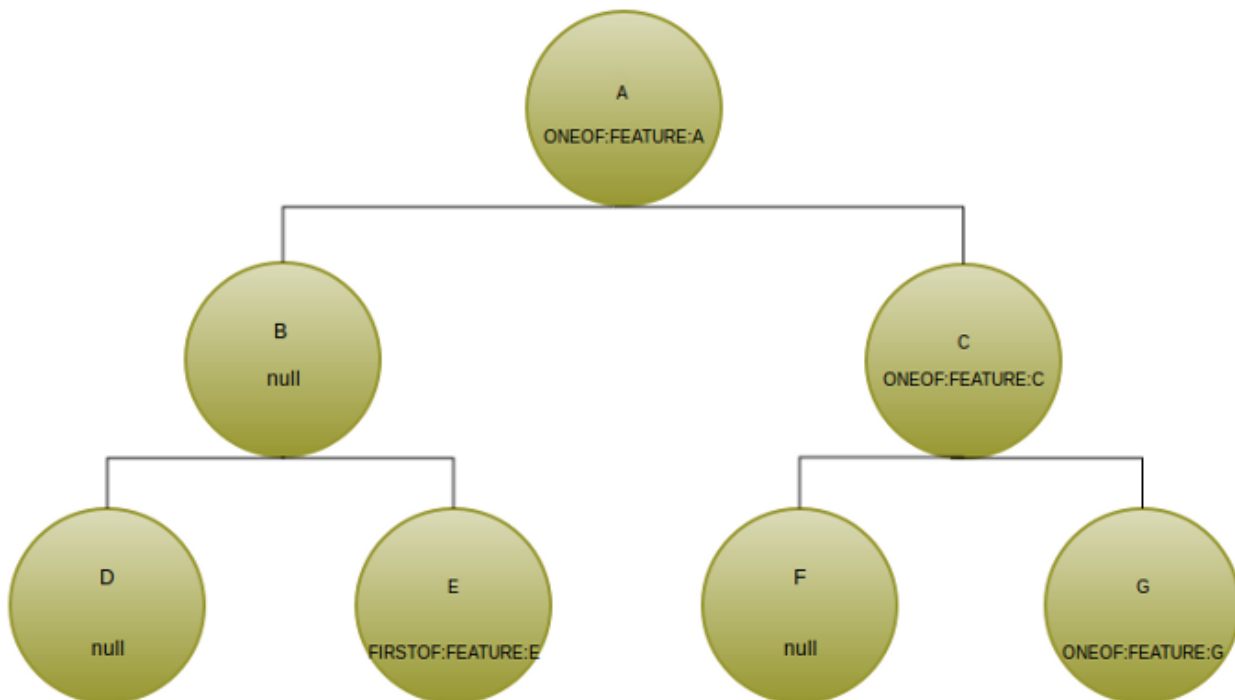 A
ONEOF:FEATURE:A
B
null
C
ONEOF:FEATURE:C
D
null
E
FIRSTOF:FEATURE:E
F
null
G
ONEOF:FEATURE:G